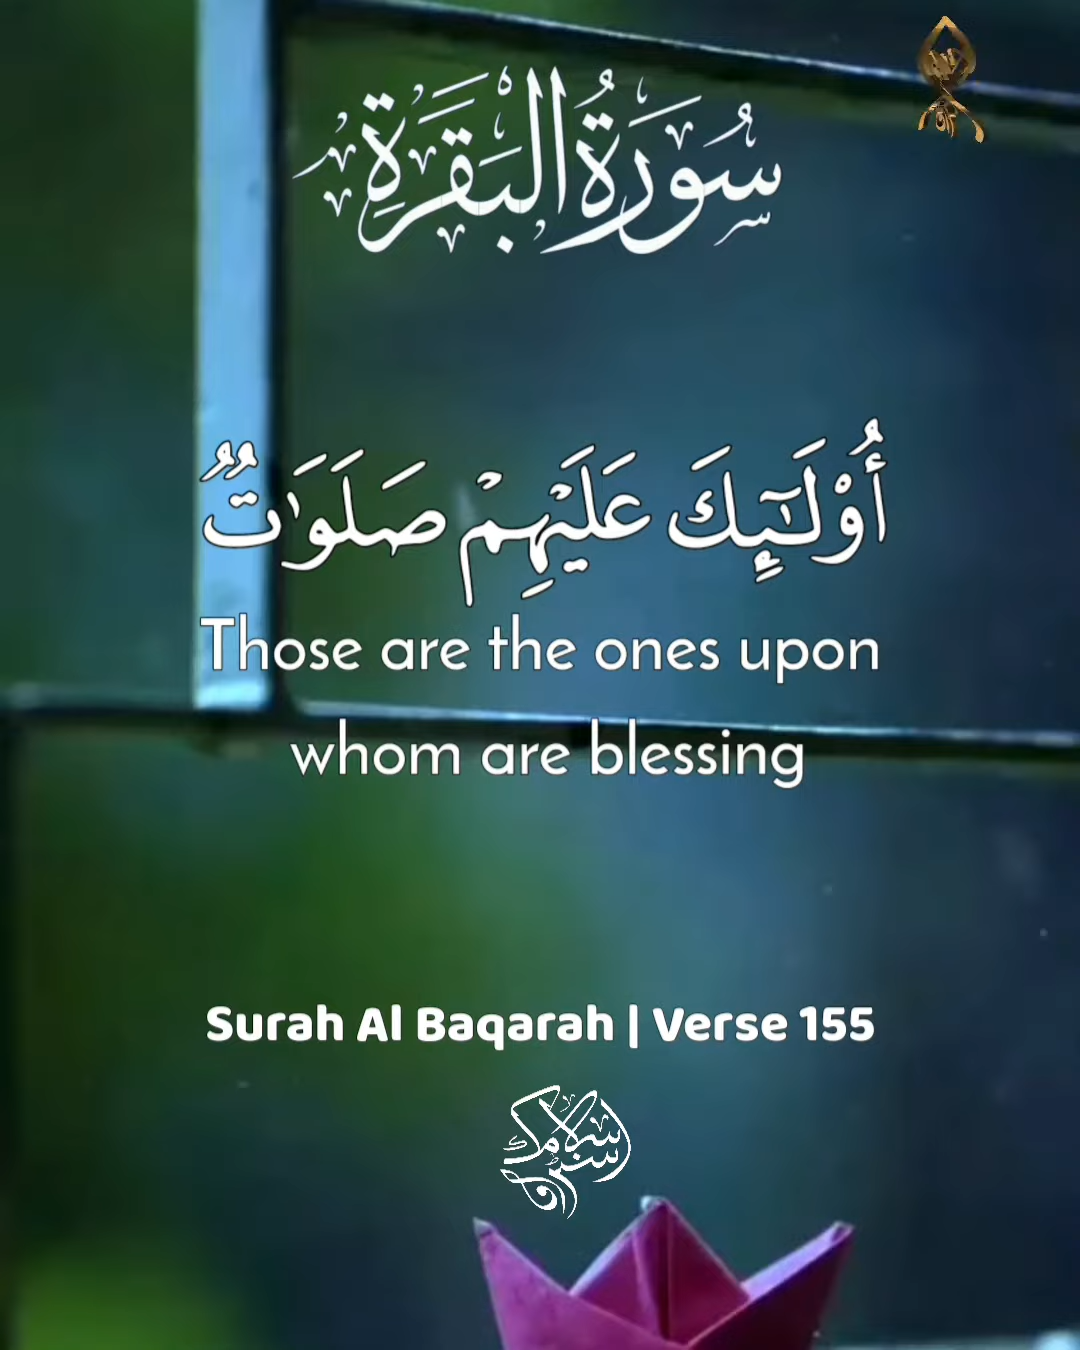 سُورَةُ البَقَرَةِ
أُوْلَٰٓئِكَ عَلَيْهِمْ صَلَوَٰتٌ
Those are the ones upon
whom are blessing
Surah Al Baqarah | Verse 155